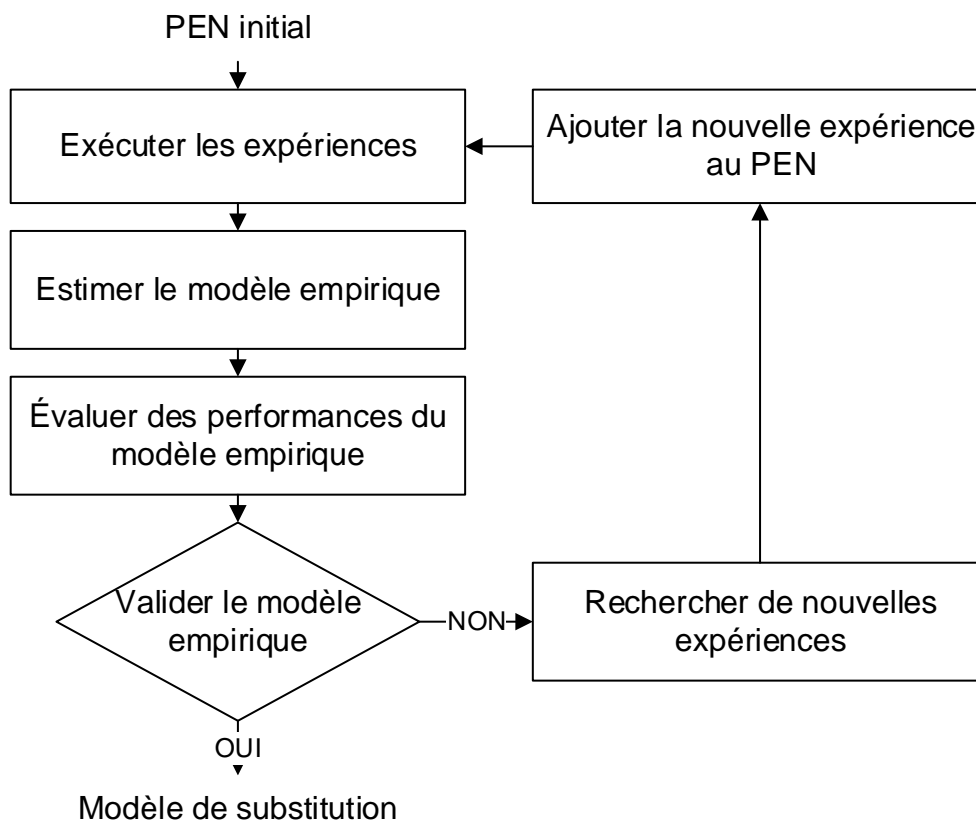 PEN initial
Exécuter les expériences
Ajouter la nouvelle expérience
au PEN
Estimer le modèle empirique
Évaluer des performances du
modèle empirique
Valider le modèle
empirique
NON
Rechercher de nouvelles
expériences
OUI
Modèle de substitution